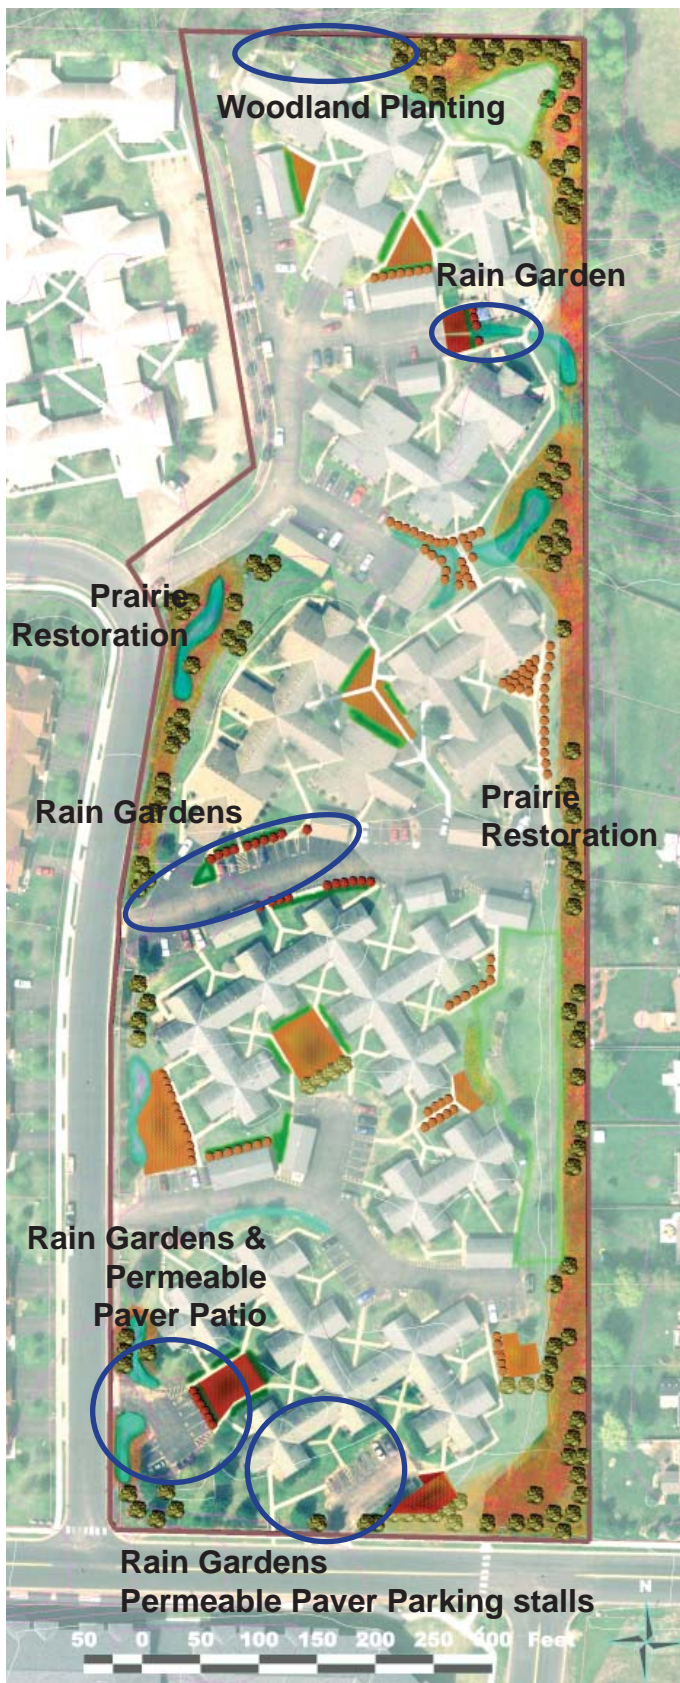 Woodland Planting
Rain Garden
Prairie
Restoration
Rain Gardens
Prairie
Restoration
Rain Gardens &
Permeable
Paver Patio
Rain Gardens
Permeable Paver Parking stalls
N
50 0 50 100 150 200 250 300 Feet